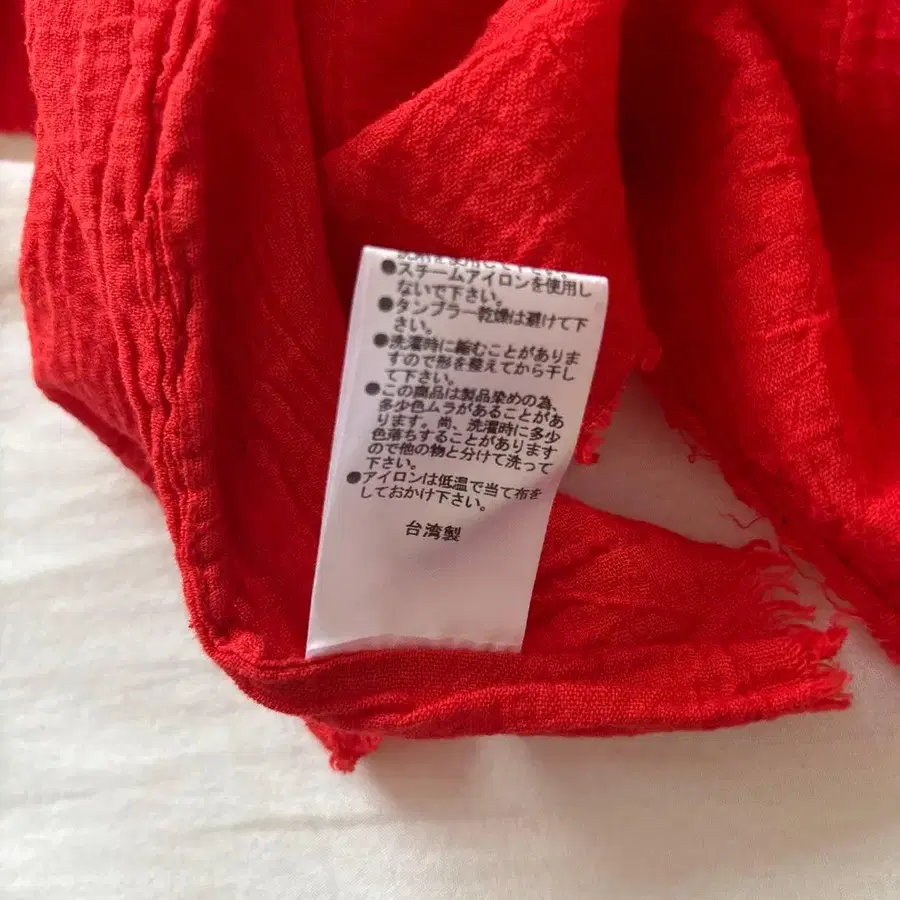 ●スチームアイロンを使用し
ないで下さい。
●タンブラー乾燥は避けて下
さい。
●洗濯時に縮むことがありま
すので形を整えてから干し
て下さい。
●この商品は製品染めの為、
多少色ムラがあることがあ
ります。尚、洗濯時に多少
色落ちすることがあります
ので他の物と分けて洗って
下さい。
●アイロンは低温で当て布を
しておかけ下さい。
台湾製